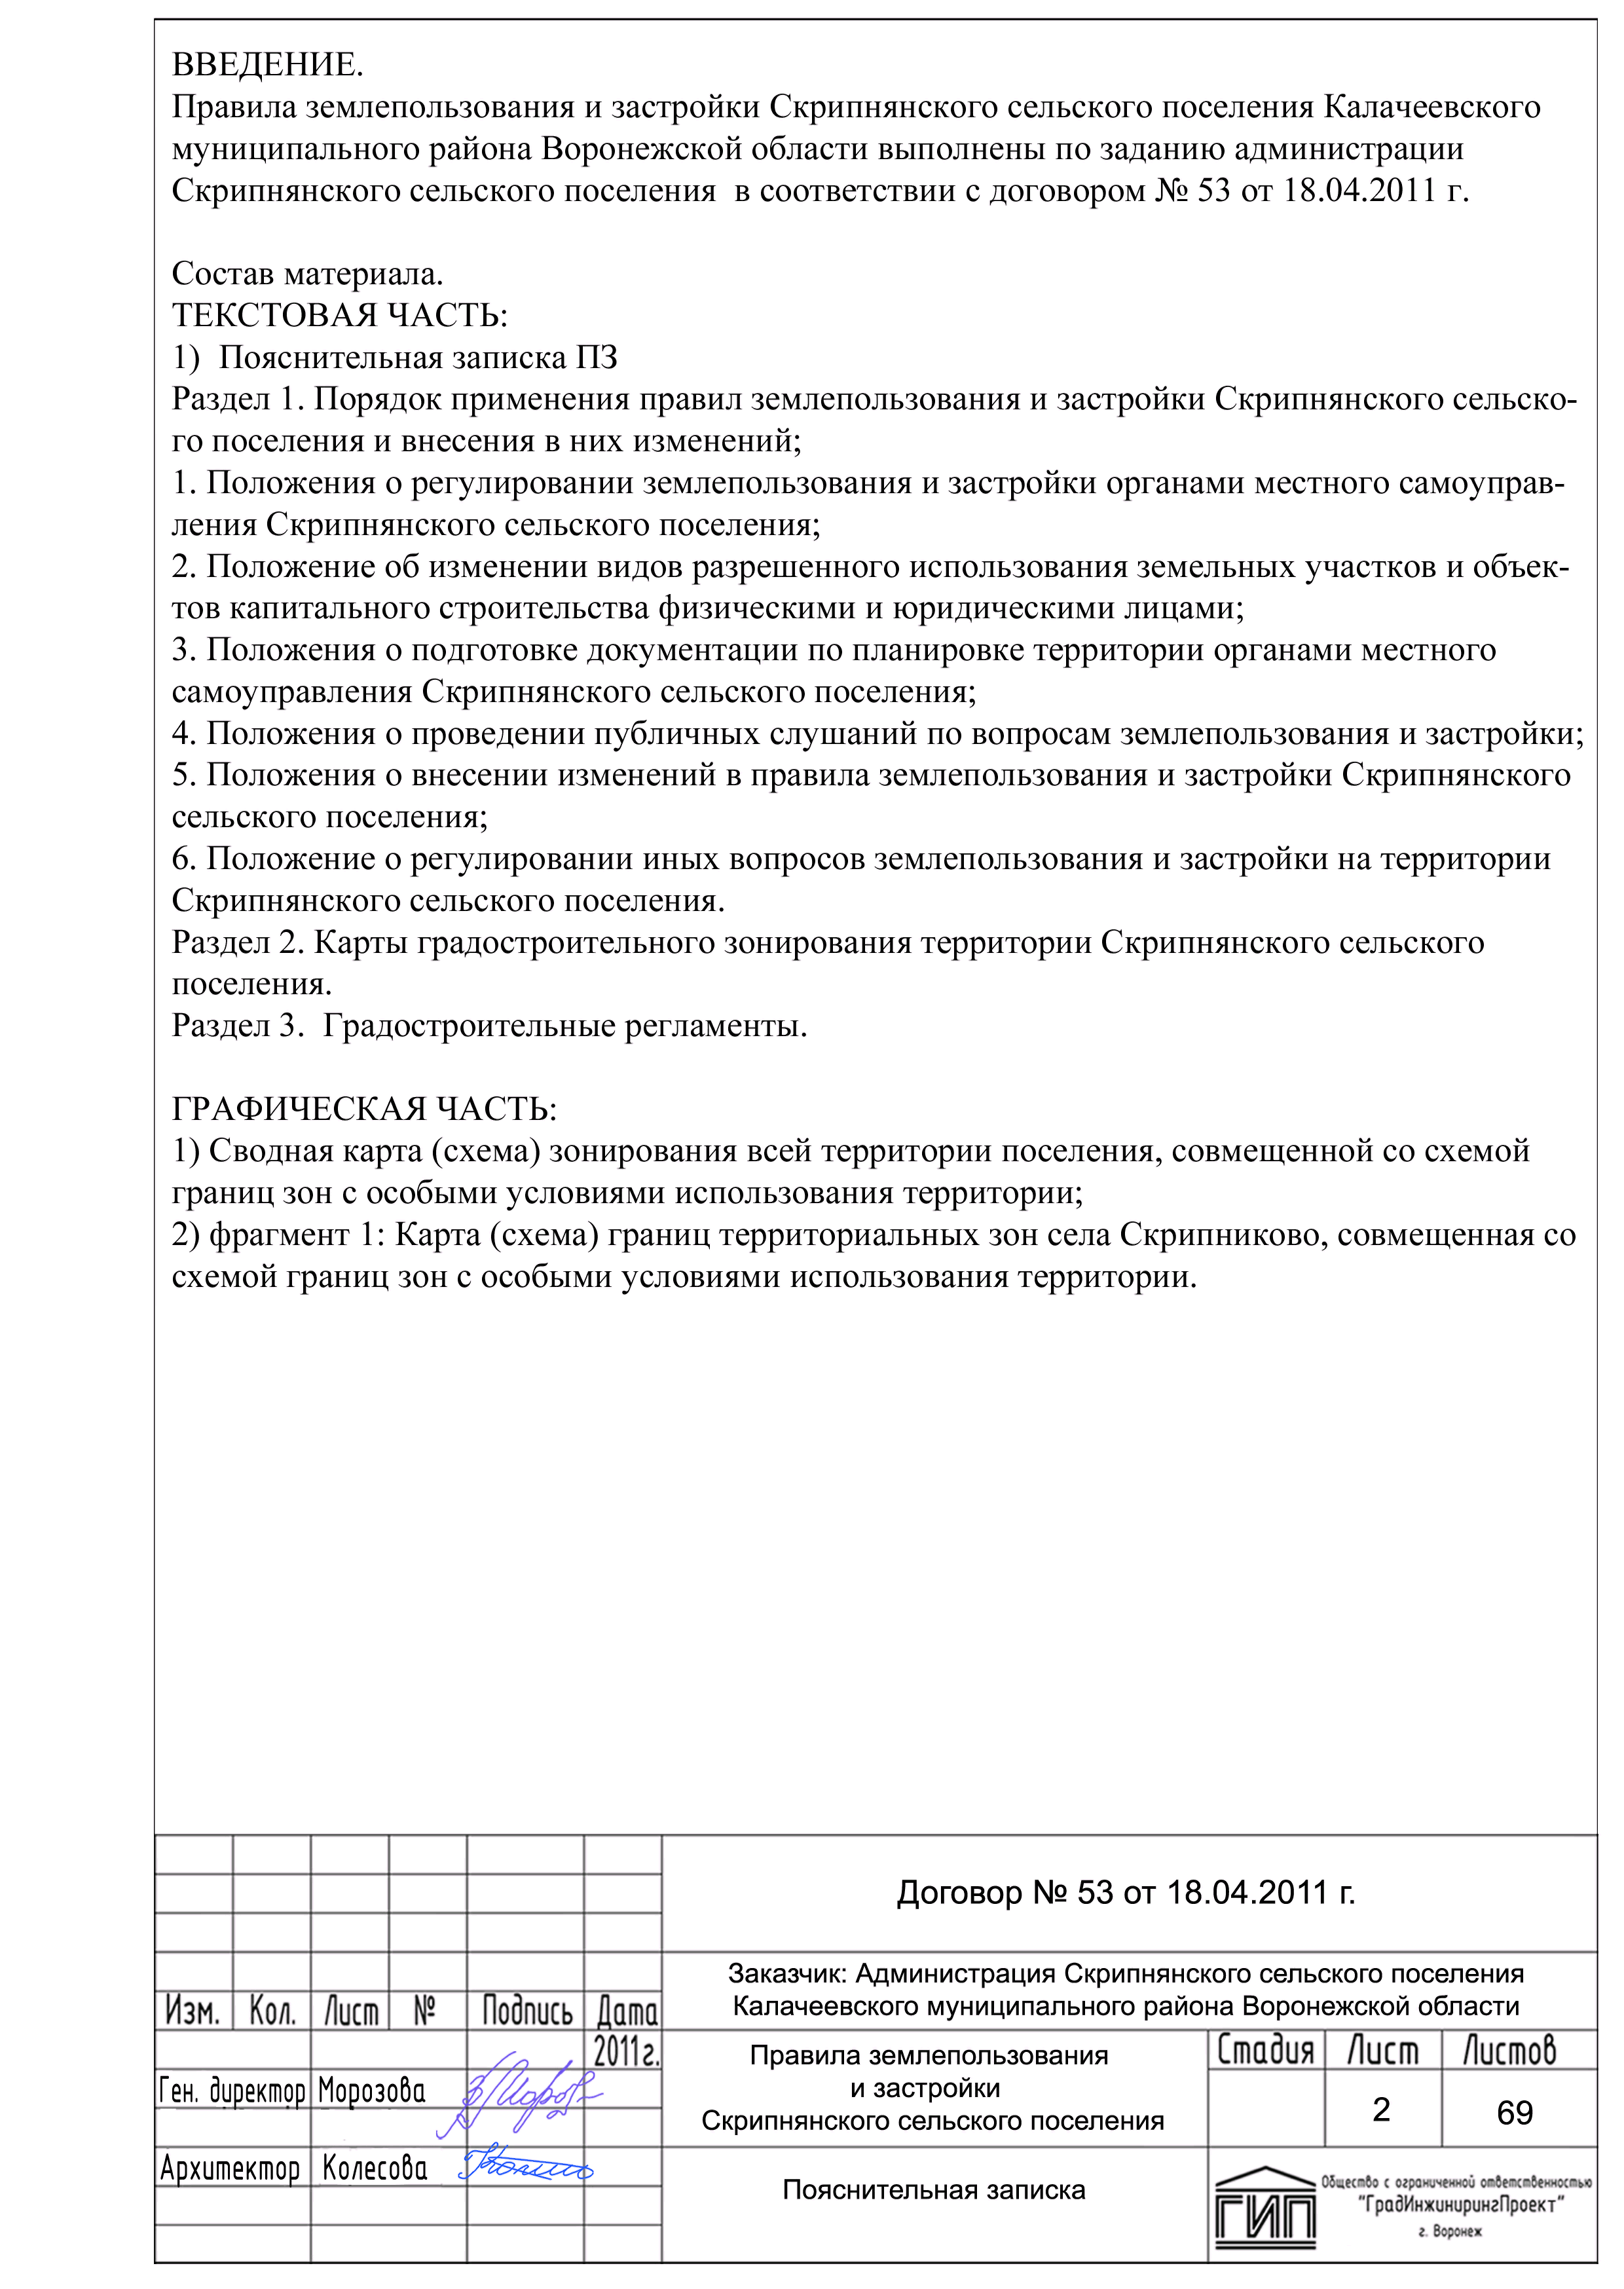 ВВЕДЕНИЕ.
Правила землепользования и застройки Скрипнянского сельского поселения Калачеевского
муниципального района Воронежской области выполнены по заданию администрации
Скрипнянского сельского поселения  в соответствии с договором № 53 от 18.04.2011 г.
Состав материала.
ТЕКСТОВАЯ ЧАСТЬ:
1)  Пояснительная записка ПЗ
Раздел 1. Порядок применения правил землепользования и застройки Скрипнянского сельско-
го поселения и внесения в них изменений;
1. Положения о регулировании землепользования и застройки органами местного самоуправ-
ления Скрипнянского сельского поселения;
2. Положение об изменении видов разрешенного использования земельных участков и объек-
тов капитального строительства физическими и юридическими лицами;
3. Положения о подготовке документации по планировке территории органами местного
самоуправления Скрипнянского сельского поселения;
4. Положения о проведении публичных слушаний по вопросам землепользования и застройки;
5. Положения о внесении изменений в правила землепользования и застройки Скрипнянского
сельского поселения;
6. Положение о регулировании иных вопросов землепользования и застройки на территории
Скрипнянского сельского поселения.
Раздел 2. Карты градостроительного зонирования территории Скрипнянского сельского
поселения.
Раздел 3.  Градостроительные регламенты.
ГРАФИЧЕСКАЯ ЧАСТЬ:
1) Сводная карта (схема) зонирования всей территории поселения, совмещенной со схемой
границ зон с особыми условиями использования территории;
2) фрагмент 1: Карта (схема) границ территориальных зон села Скрипниково, совмещенная со
схемой границ зон с особыми условиями использования территории.
Договор № 53 от 18.04.2011 г.
Заказчик: Администрация Скрипнянского сельского поселения
Калачеевского муниципального района Воронежской области
Изм. Кол. Лист № Подпись Дата
2011г.
Ген. директор Морозова
Архитектор Колесова
Правила землепользования
и застройки
Скрипнянского сельского поселения
Стадия Лист Листов
2 69
Пояснительная записка
ГИП
Общество с ограниченной ответственностью
"ГрадИнжинирингПроект"
г. Воронеж